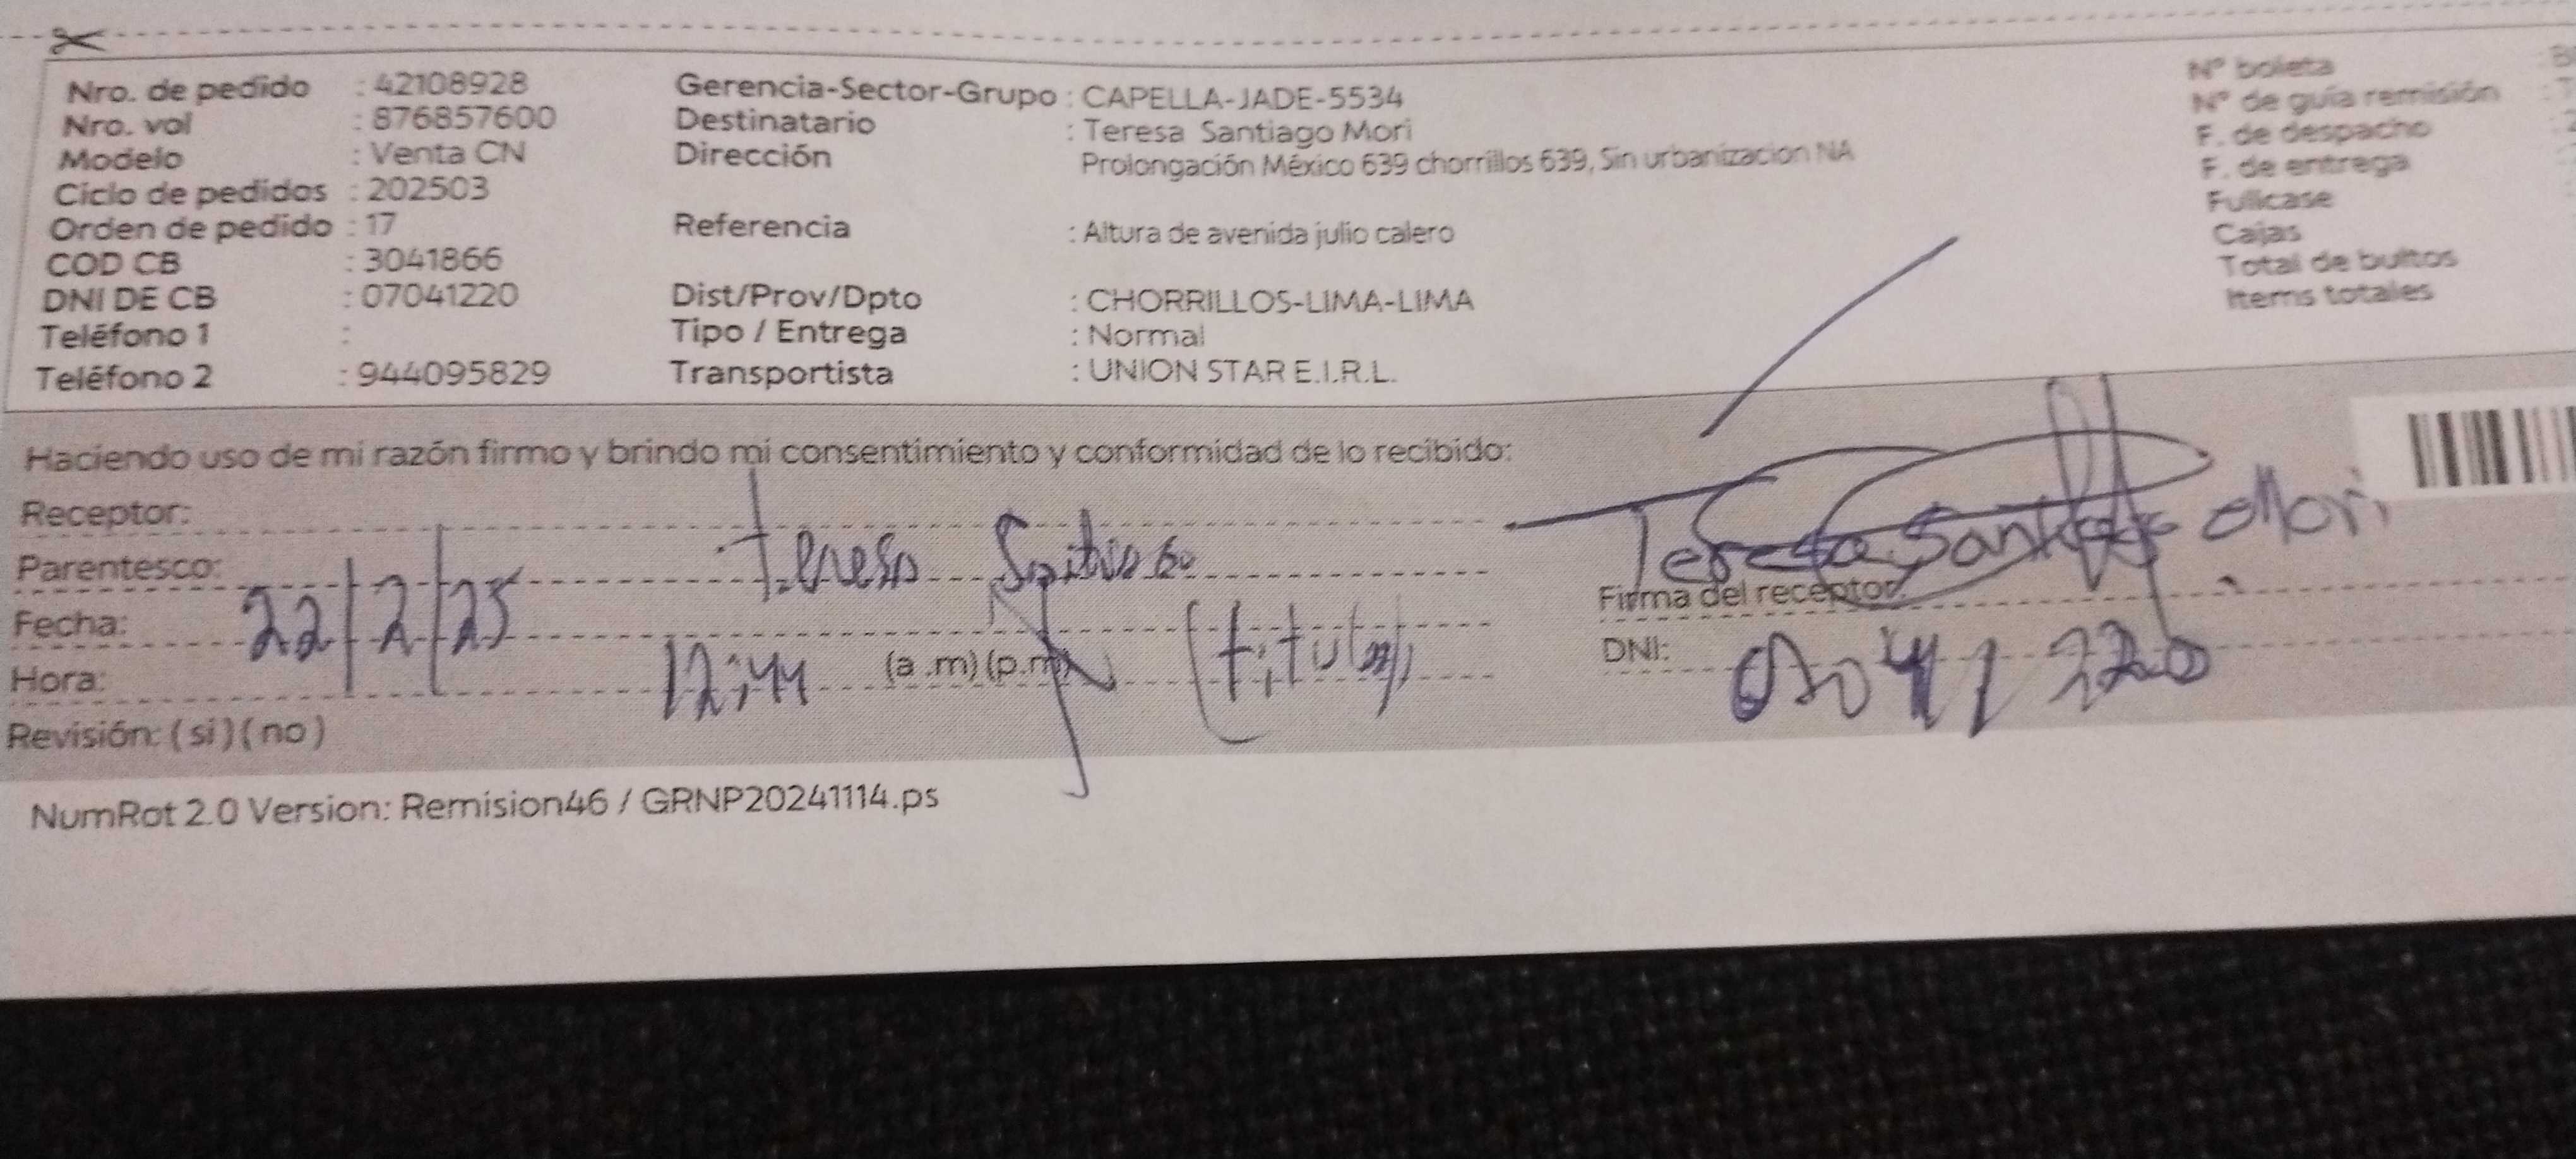 Nro. de pedido : 42108928 Gerencia-Sector-Grupo : CAPELLA-JADE-5534 N° boleta
Nro. vol : 876857600 Destinatario : Teresa Santiago Mori N° de guía remisión
Modelo : Venta CN Dirección Prolongación México 639 chorrillos 639, Sin urbanizacion NA F. de despacho
Ciclo de pedidos : 202503 F. de entrega
Orden de pedido : 17 Referencia : Altura de avenida julio calero Fullcase
COD CB : 3041866 Cajas
DNI DE CB : 07041220 Dist/Prov/Dpto : CHORRILLOS-LIMA-LIMA Total de bultos
Teléfono 1 : Tipo / Entrega : Normal Items totales
Teléfono 2 : 944095829 Transportista : UNION STAR E.I.R.L.
Haciendo uso de mi razón firmo y brindo mi consentimiento y conformidad de lo recibido:
Receptor: Teresa Santiago Teresa Santiago Mori
Parentesco: (titular) Firma del receptor:
Fecha: 22/2/25
Hora: 12:44 (a .m) (p.m) DNI: 07041220
Revisión: ( si ) ( no )
NumRot 2.0 Version: Remision46 / GRNP20241114.ps